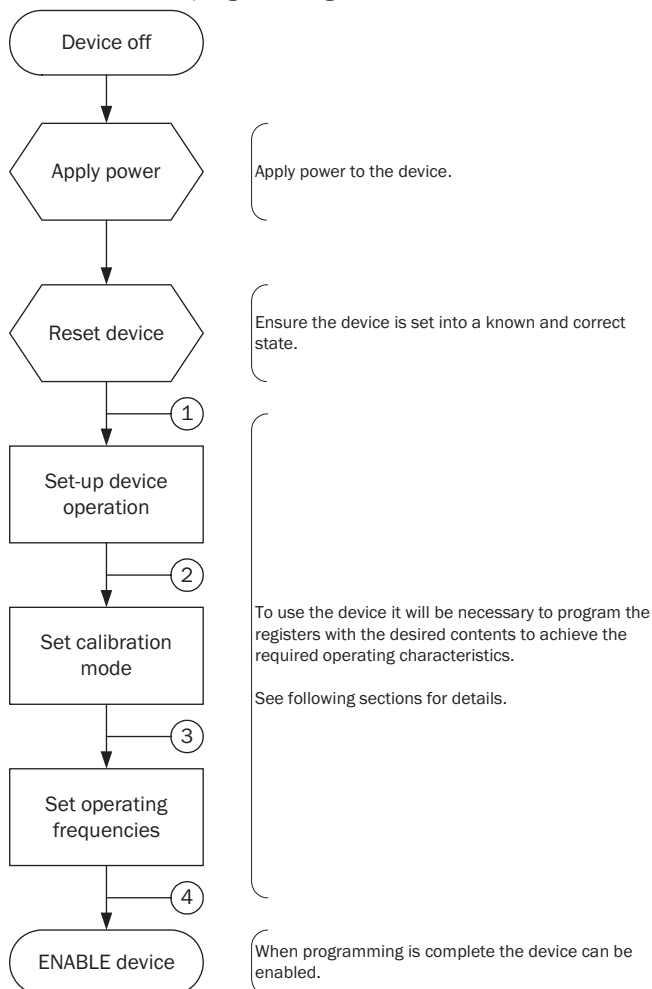 Device off
Apply power
Apply power to the device.
Reset device
Ensure the device is set into a known and correct
state.
1
Set-up device
operation
2
Set calibration
mode
To use the device it will be necessary to program the
registers with the desired contents to achieve the
required operating characteristics.
See following sections for details.
3
Set operating
frequencies
4
ENABLE device
When programming is complete the device can be
enabled.